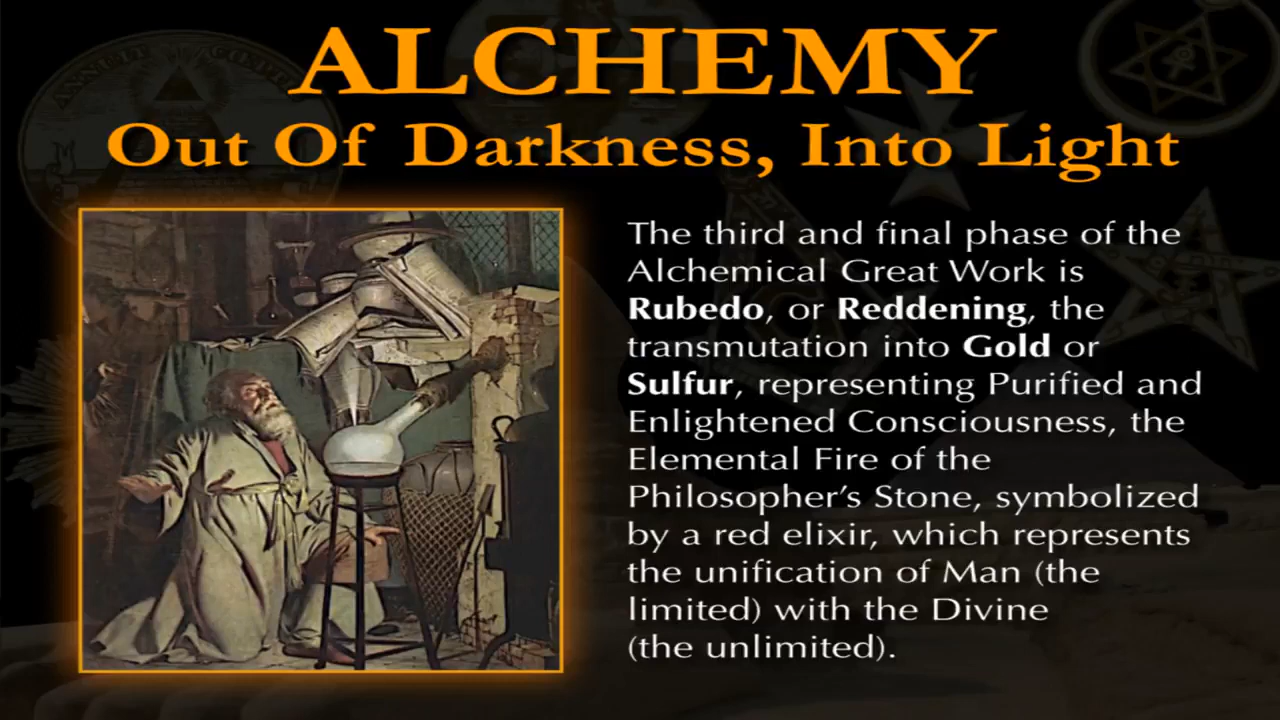 ALCHEMY
Out Of Darkness, Into Light
ANNUIT CŒPTIS
The third and final phase of the
Alchemical Great Work is
Rubedo, or Reddening, the
transmutation into Gold or
Sulfur, representing Purified and
Enlightened Consciousness, the
Elemental Fire of the
Philosopher’s Stone, symbolized
by a red elixir, which represents
the unification of Man (the
limited) with the Divine
(the unlimited).